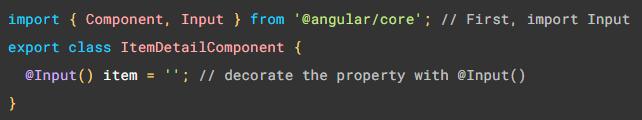 import { Component, Input } from '@angular/core'; // First, import Input
export class ItemDetailComponent {
@Input() item = ''; // decorate the property with @Input()
}